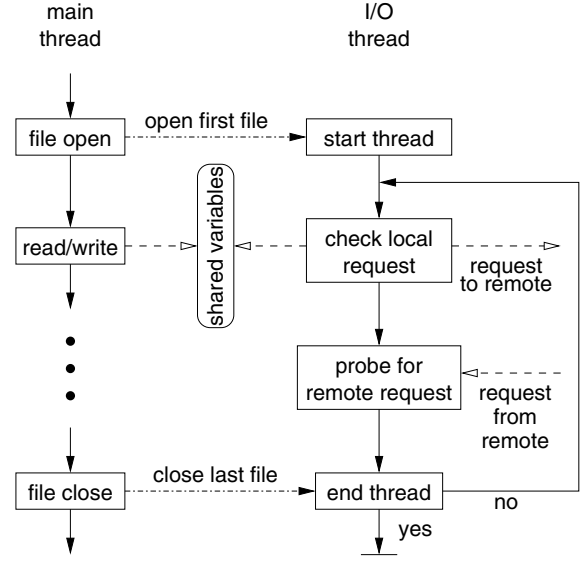 main
thread
I/O
thread
file open
open first file
start thread
shared variables
read/write
check local
request
request
to remote
probe for
remote request
request
from
remote
file close
close last file
end thread
no
yes